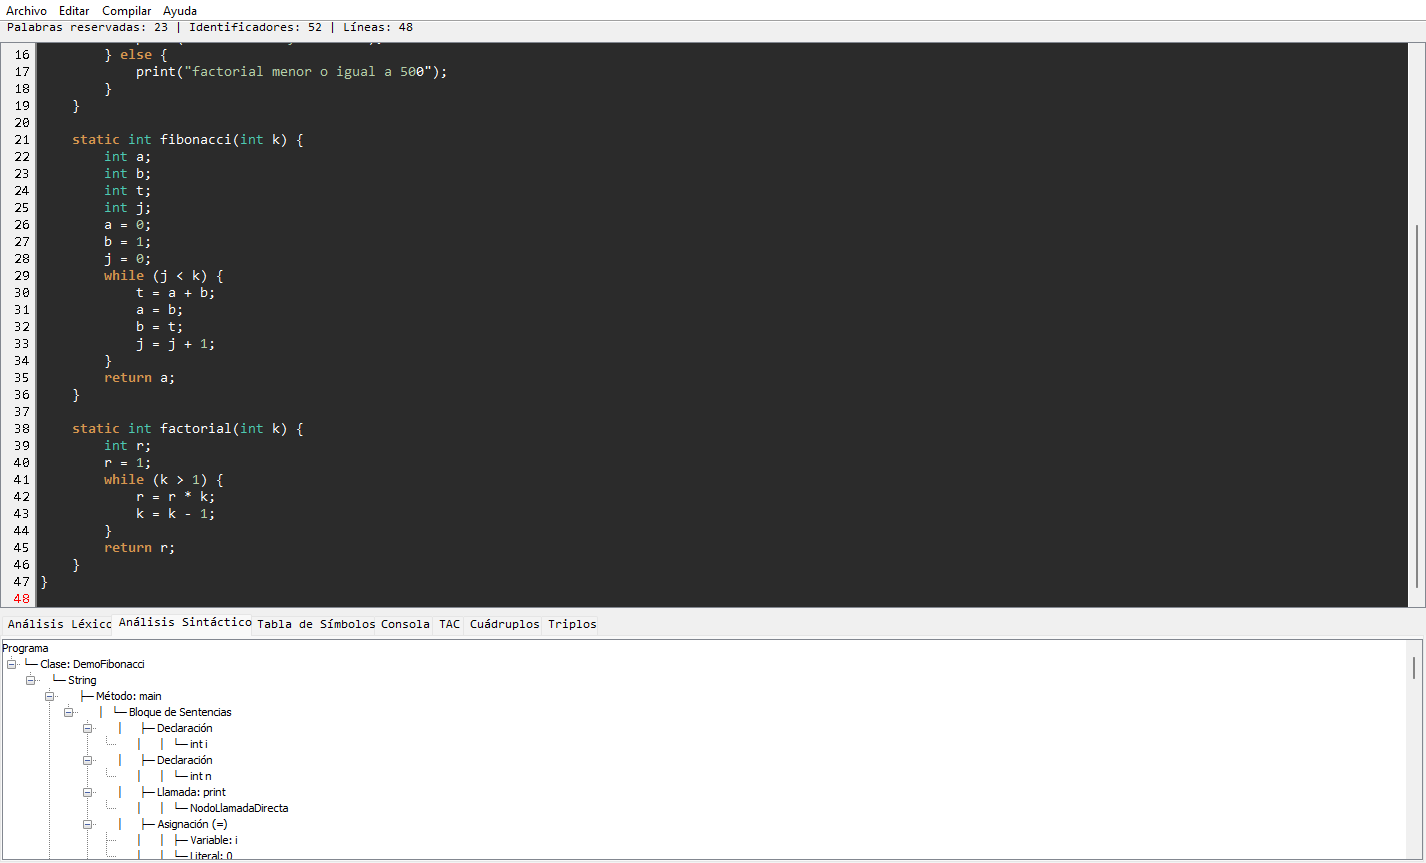 Archivo Editar Compilar Ayuda
Palabras reservadas: 23 | Identificadores: 52 | Líneas: 48
16         } else {
17             print("factorial menor o igual a 500");
18         }
19     }
20
21     static int fibonacci(int k) {
22         int a;
23         int b;
24         int t;
25         int j;
26         a = 0;
27         b = 1;
28         j = 0;
29         while (j < k) {
30             t = a + b;
31             a = b;
32             b = t;
33             j = j + 1;
34         }
35         return a;
36     }
37
38     static int factorial(int k) {
39         int r;
40         r = 1;
41         while (k > 1) {
42             r = r * k;
43             k = k - 1;
44         }
45         return r;
46     }
47 }
48
Análisis Léxico Análisis Sintáctico Tabla de Símbolos Consola TAC Cuádruplos Triplos
Programa
Clase: DemoFibonacci
String
Método: main
Bloque de Sentencias
Declaración
int i
Declaración
int n
Llamada: print
NodoLlamadaDirecta
Asignación (=)
Variable: i
Literal: 0